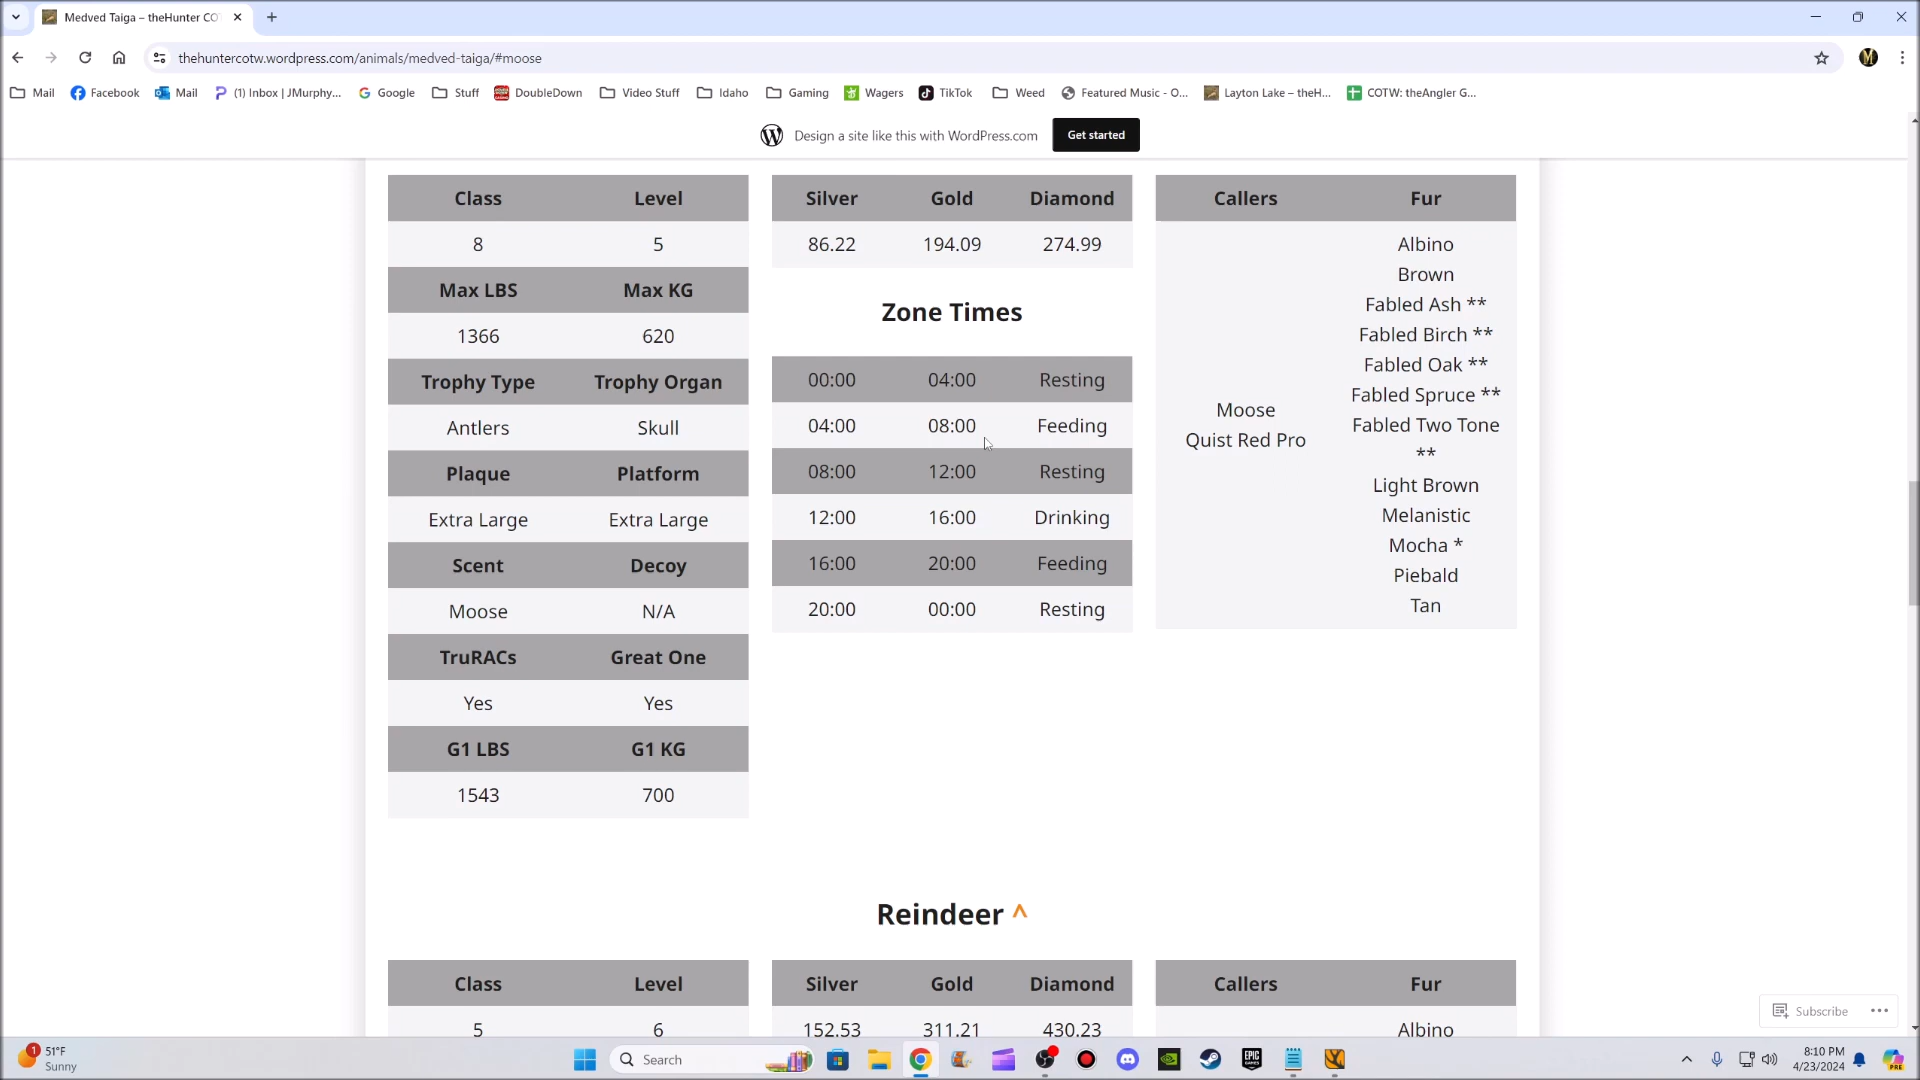 Medved Taiga – theHunter CO
thehuntercotw.wordpress.com/animals/medved-taiga/#moose
Mail Facebook Mail (1) Inbox | JMurphy... Google Stuff DoubleDown Video Stuff Idaho Gaming Wagers TikTok Weed Featured Music - O... Layton Lake – theH... COTW: theAngler G...
Design a site like this with WordPress.com Get started
Class Level
8 5
Max LBS Max KG
1366 620
Trophy Type Trophy Organ
Antlers Skull
Plaque Platform
Extra Large Extra Large
Scent Decoy
Moose N/A
TruRACs Great One
Yes Yes
G1 LBS G1 KG
1543 700
Silver Gold Diamond
86.22 194.09 274.99
Zone Times
00:00 04:00 Resting
04:00 08:00 Feeding
08:00 12:00 Resting
12:00 16:00 Drinking
16:00 20:00 Feeding
20:00 00:00 Resting
Callers Fur
Moose
Quist Red Pro
Albino
Brown
Fabled Ash **
Fabled Birch **
Fabled Oak **
Fabled Spruce **
Fabled Two Tone
**
Light Brown
Melanistic
Mocha *
Piebald
Tan
Reindeer ^
Class Level
5 6
Silver Gold Diamond
152.53 311.21 430.23
Callers Fur
Albino
Subscribe
1
51°F
Sunny
Search
EPIC
GAMES
8:10 PM
4/23/2024
PRE